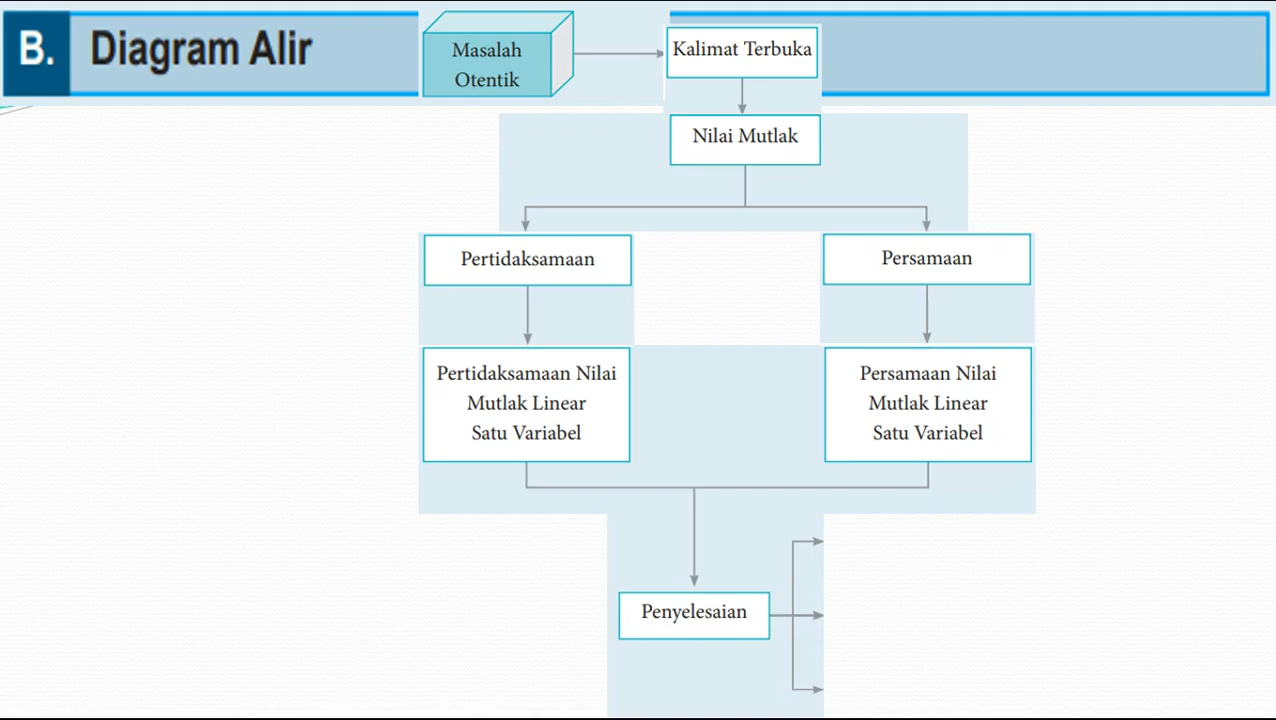 B. Diagram Alir
Masalah
Otentik
Kalimat Terbuka
Nilai Mutlak
Pertidaksamaan
Persamaan
Pertidaksamaan Nilai
Mutlak Linear
Satu Variabel
Persamaan Nilai
Mutlak Linear
Satu Variabel
Penyelesaian